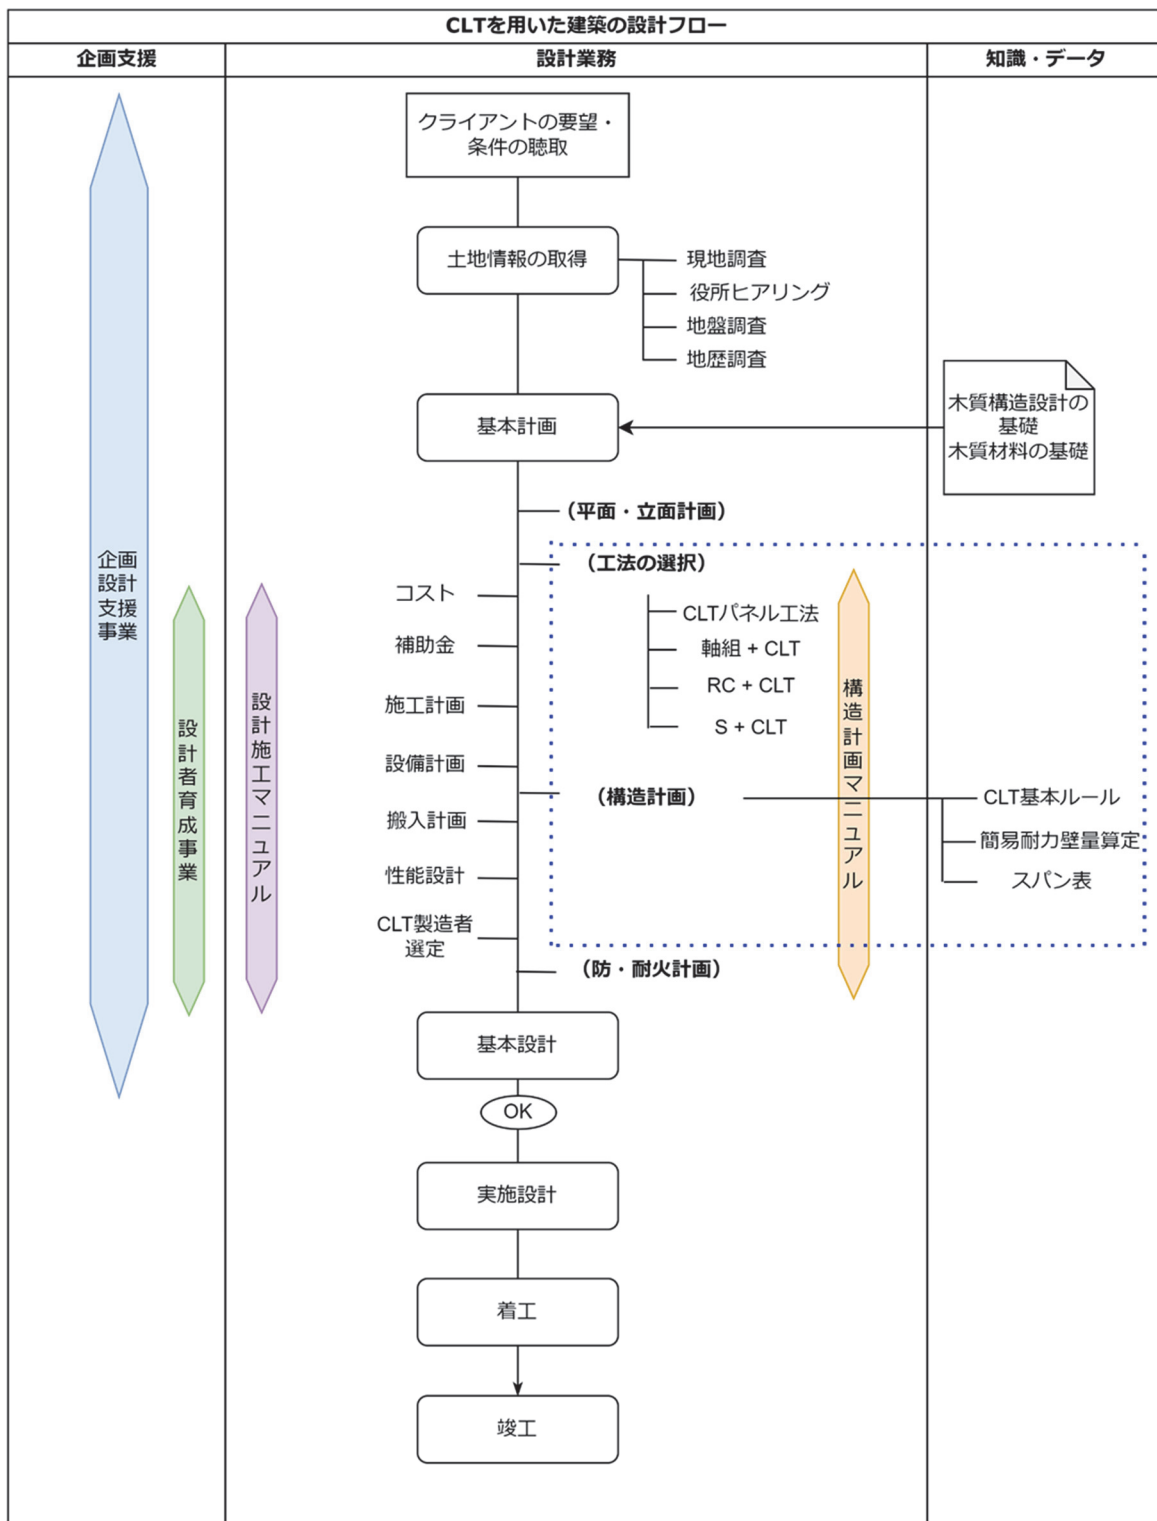 CLTを用いた建築の設計フロー
企画支援
設計業務
知識・データ
クライアントの要望・
条件の聴取
土地情報の取得
現地調査
役所ヒアリング
地盤調査
地歴調査
基本計画
木質構造設計の
基礎
木質材料の基礎
（平面・立面計画）
（工法の選択）
CLTパネル工法
軸組 + CLT
RC + CLT
S + CLT
コスト
補助金
施工計画
設備計画
搬入計画
性能設計
CLT製造者
選定
（構造計画）
CLT基本ルール
簡易耐力壁量算定
スパン表
（防・耐火計画）
企画
設計
支援
事業
設計者育成事業
設計施工マニュアル
構造計画マニュアル
基本設計
OK
実施設計
着工
竣工